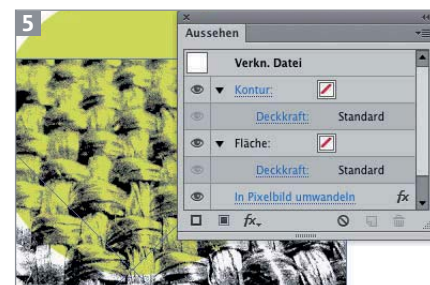 5
Aussehen
Verkn. Datei
Kontur:
Deckkraft: Standard
Fläche:
Deckkraft: Standard
In Pixelbild umwandeln fx
fx.